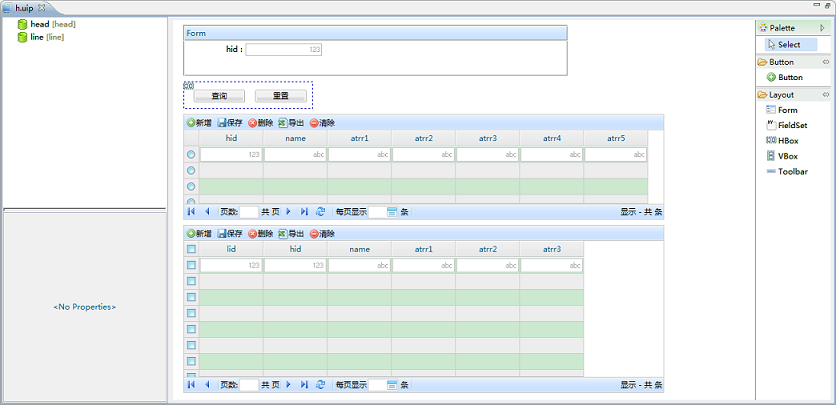 h.uip
head [head]
line [line]
<No Properties>
Form
hid : 123
查询 重置
新增 保存 删除 导出 清除
hid name atrr1 atrr2 atrr3 atrr4 atrr5
123 abc abc abc abc abc abc
页数: 共 页 每页显示 条 显示 - 共 条
新增 保存 删除 导出 清除
lid hid name atrr1 atrr2 atrr3
123 123 abc abc abc abc
页数: 共 页 每页显示 条 显示 - 共 条
Palette
Select
Button
Button
Layout
Form
FieldSet
HBox
VBox
Toolbar